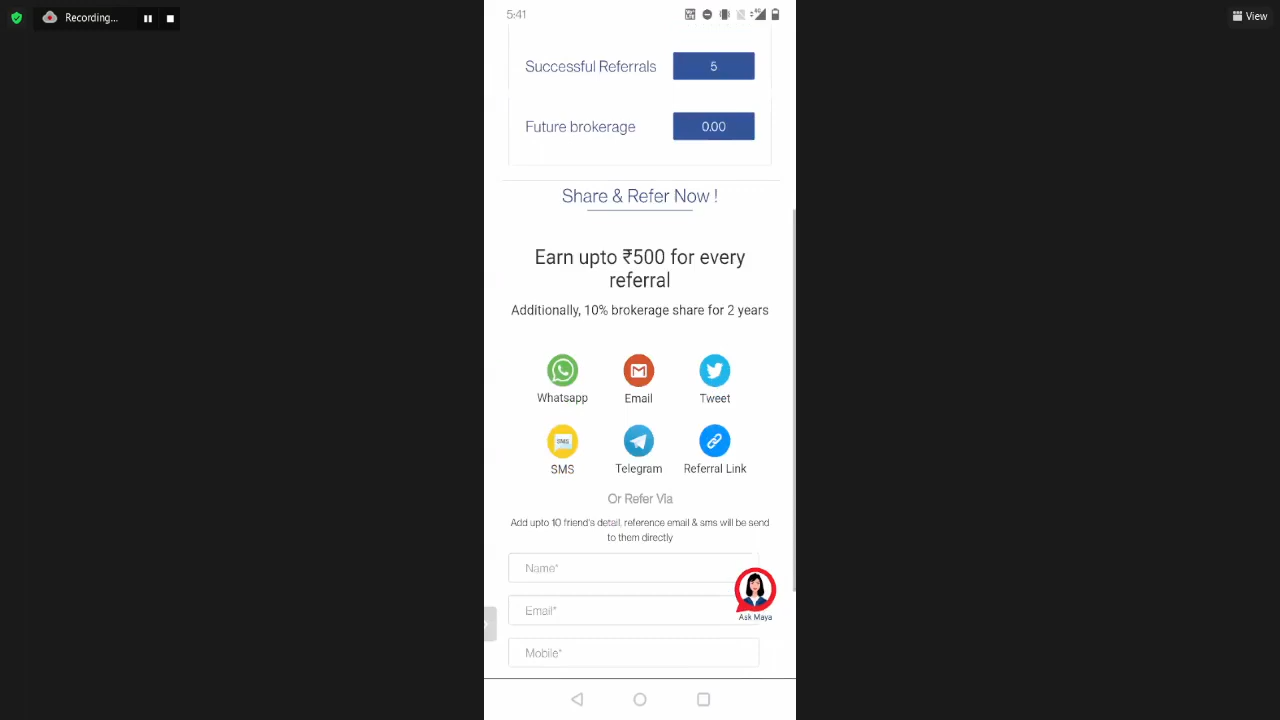 Recording...
View
5:41
Successful Referrals
5
Future brokerage
0.00
Share & Refer Now !
Earn upto ₹500 for every
referral
Additionally, 10% brokerage share for 2 years
Whatsapp
Email
Tweet
SMS
SMS
Telegram
Referral Link
Or Refer Via
Add upto 10 friend's detail, reference email & sms will be send
to them directly
Name*
Email*
Ask Maya
Mobile*